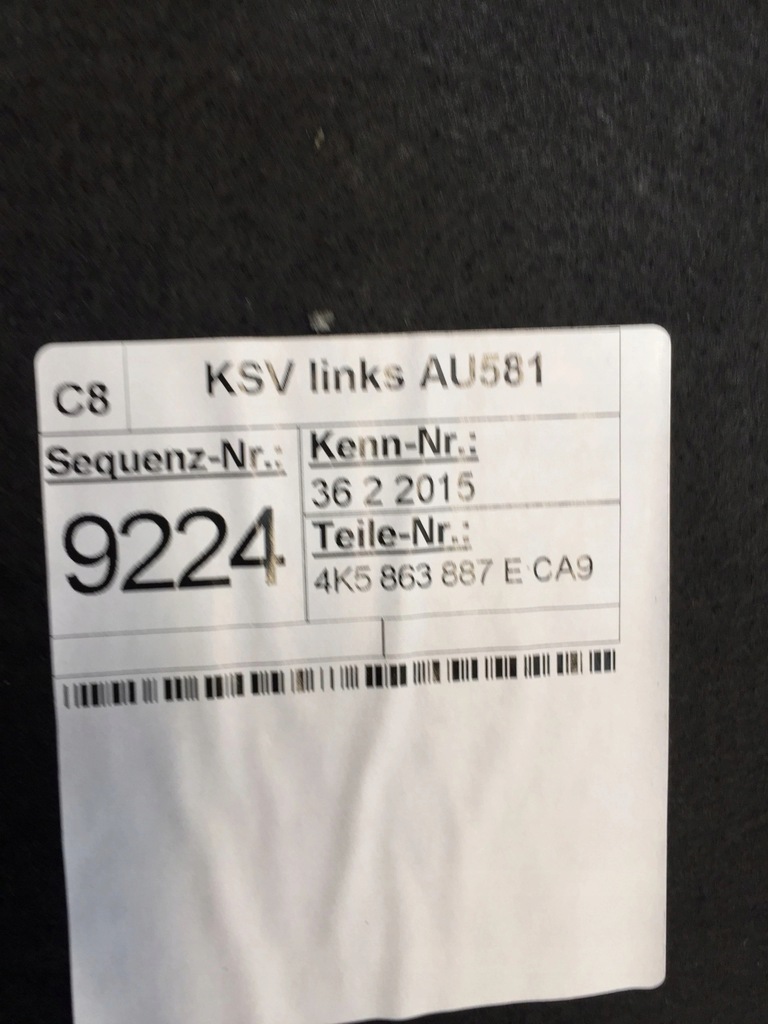 C8
KSV links AU581
Sequenz-Nr.:
9224
Kenn-Nr.:
36 2 2015
Teile-Nr.:
4K5 863 887 E CA9